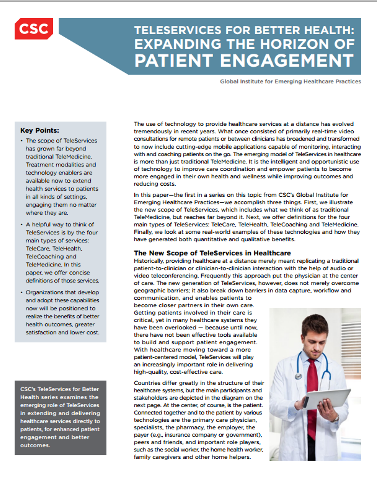 CSC
TELESERVICES FOR BETTER HEALTH:
EXPANDING THE HORIZON OF
PATIENT ENGAGEMENT
Global Institute for Emerging Healthcare Practices
Key Points:
• The scope of TeleServices
has grown far beyond
traditional TeleMedicine.
Treatment modalities and
technology enablers are
available now to extend
health services to patients
in all kinds of settings,
engaging them no matter
where they are.
• A helpful way to think of
TeleServices is by the four
main types of services:
TeleCare, TeleHealth,
TeleCoaching and
TeleMedicine. In this
paper, we offer concise
definitions of those services.
• Organizations that develop
and adopt these capabilities
now will be positioned to
realize the benefits of better
health outcomes, greater
satisfaction and lower cost.
CSC's TeleServices for Better
Health series examines the
emerging role of TeleServices
in extending and delivering
healthcare services directly to
patients, for enhanced patient
engagement and better
outcomes.
The use of technology to provide healthcare services at a distance has evolved
tremendously in recent years. What once consisted of primarily real-time video
consultations for remote patients or between clinicians has broadened and transformed
to now include cutting-edge mobile applications capable of monitoring, interacting
with and coaching patients on the go. The emerging model of TeleServices in healthcare
is more than just traditional TeleMedicine. It is the intelligent and opportunistic use
of technology to improve care coordination and empower patients to become
more engaged in their own health and wellness while improving outcomes and
reducing costs.
In this paper—the first in a series on this topic from CSC's Global Institute for
Emerging Healthcare Practices—we accomplish three things. First, we illustrate
the new scope of TeleServices, which includes what we think of as traditional
TeleMedicine, but reaches far beyond it. Next, we offer definitions for the four
main types of TeleServices: TeleCare, TeleHealth, TeleCoaching and TeleMedicine.
Finally, we look at some real-world examples of these technologies and how they
have generated both quantitative and qualitative benefits.
The New Scope of TeleServices in Healthcare
Historically, providing healthcare at a distance merely meant replicating a traditional
patient-to-clinician or clinician-to-clinician interaction with the help of audio or
video teleconferencing. Frequently this approach put the physician at the center
of care. The new generation of TeleServices, however, does not merely overcome
geographic barriers; it also break down barriers in data capture, workflow and
communication, and enables patients to
become closer partners in their own care.
Getting patients involved in their care is
critical, yet in many healthcare systems they
have been overlooked — because until now,
there have not been effective tools available
to build and support patient engagement.
With healthcare moving toward a more
patient-centered model, TeleServices will play
an increasingly important role in delivering
high-quality, cost-effective care.
Countries differ greatly in the structure of their
healthcare systems, but the main participants and
stakeholders are depicted in the diagram on the
next page. At the center, of course, is the patient.
Connected together and to the patient by various
technologies are the primary care physician,
specialists, the pharmacy, the employer, the
payer (e.g., insurance company or government),
peers and friends, and important role players,
such as the social worker, the home health worker,
family caregivers and other home helpers.